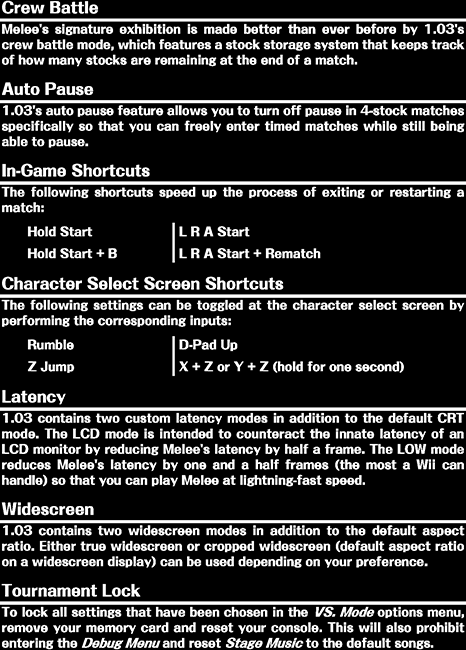 Crew Battle
Melee's signature exhibition is made better than ever before by 1.03's
crew battle mode, which features a stock storage system that keeps track
of how many stocks are remaining at the end of a match.
Auto Pause
1.03's auto pause feature allows you to turn off pause in 4-stock matches
specifically so that you can freely enter timed matches while still being
able to pause.
In-Game Shortcuts
The following shortcuts speed up the process of exiting or restarting a
match:
Hold Start L R A Start
Hold Start + B L R A Start + Rematch
Character Select Screen Shortcuts
The following settings can be toggled at the character select screen by
performing the corresponding inputs:
Rumble D-Pad Up
Z Jump X + Z or Y + Z (hold for one second)
Latency
1.03 contains two custom latency modes in addition to the default CRT
mode. The LCD mode is intended to counteract the innate latency of an
LCD monitor by reducing Melee's latency by half a frame. The LOW mode
reduces Melee's latency by one and a half frames (the most a Wii can
handle) so that you can play Melee at lightning-fast speed.
Widescreen
1.03 contains two widescreen modes in addition to the default aspect
ratio. Either true widescreen or cropped widescreen (default aspect ratio
on a widescreen display) can be used depending on your preference.
Tournament Lock
To lock all settings that have been chosen in the VS. Mode options menu,
remove your memory card and reset your console. This will also prohibit
entering the Debug Menu and reset Stage Music to the default songs.